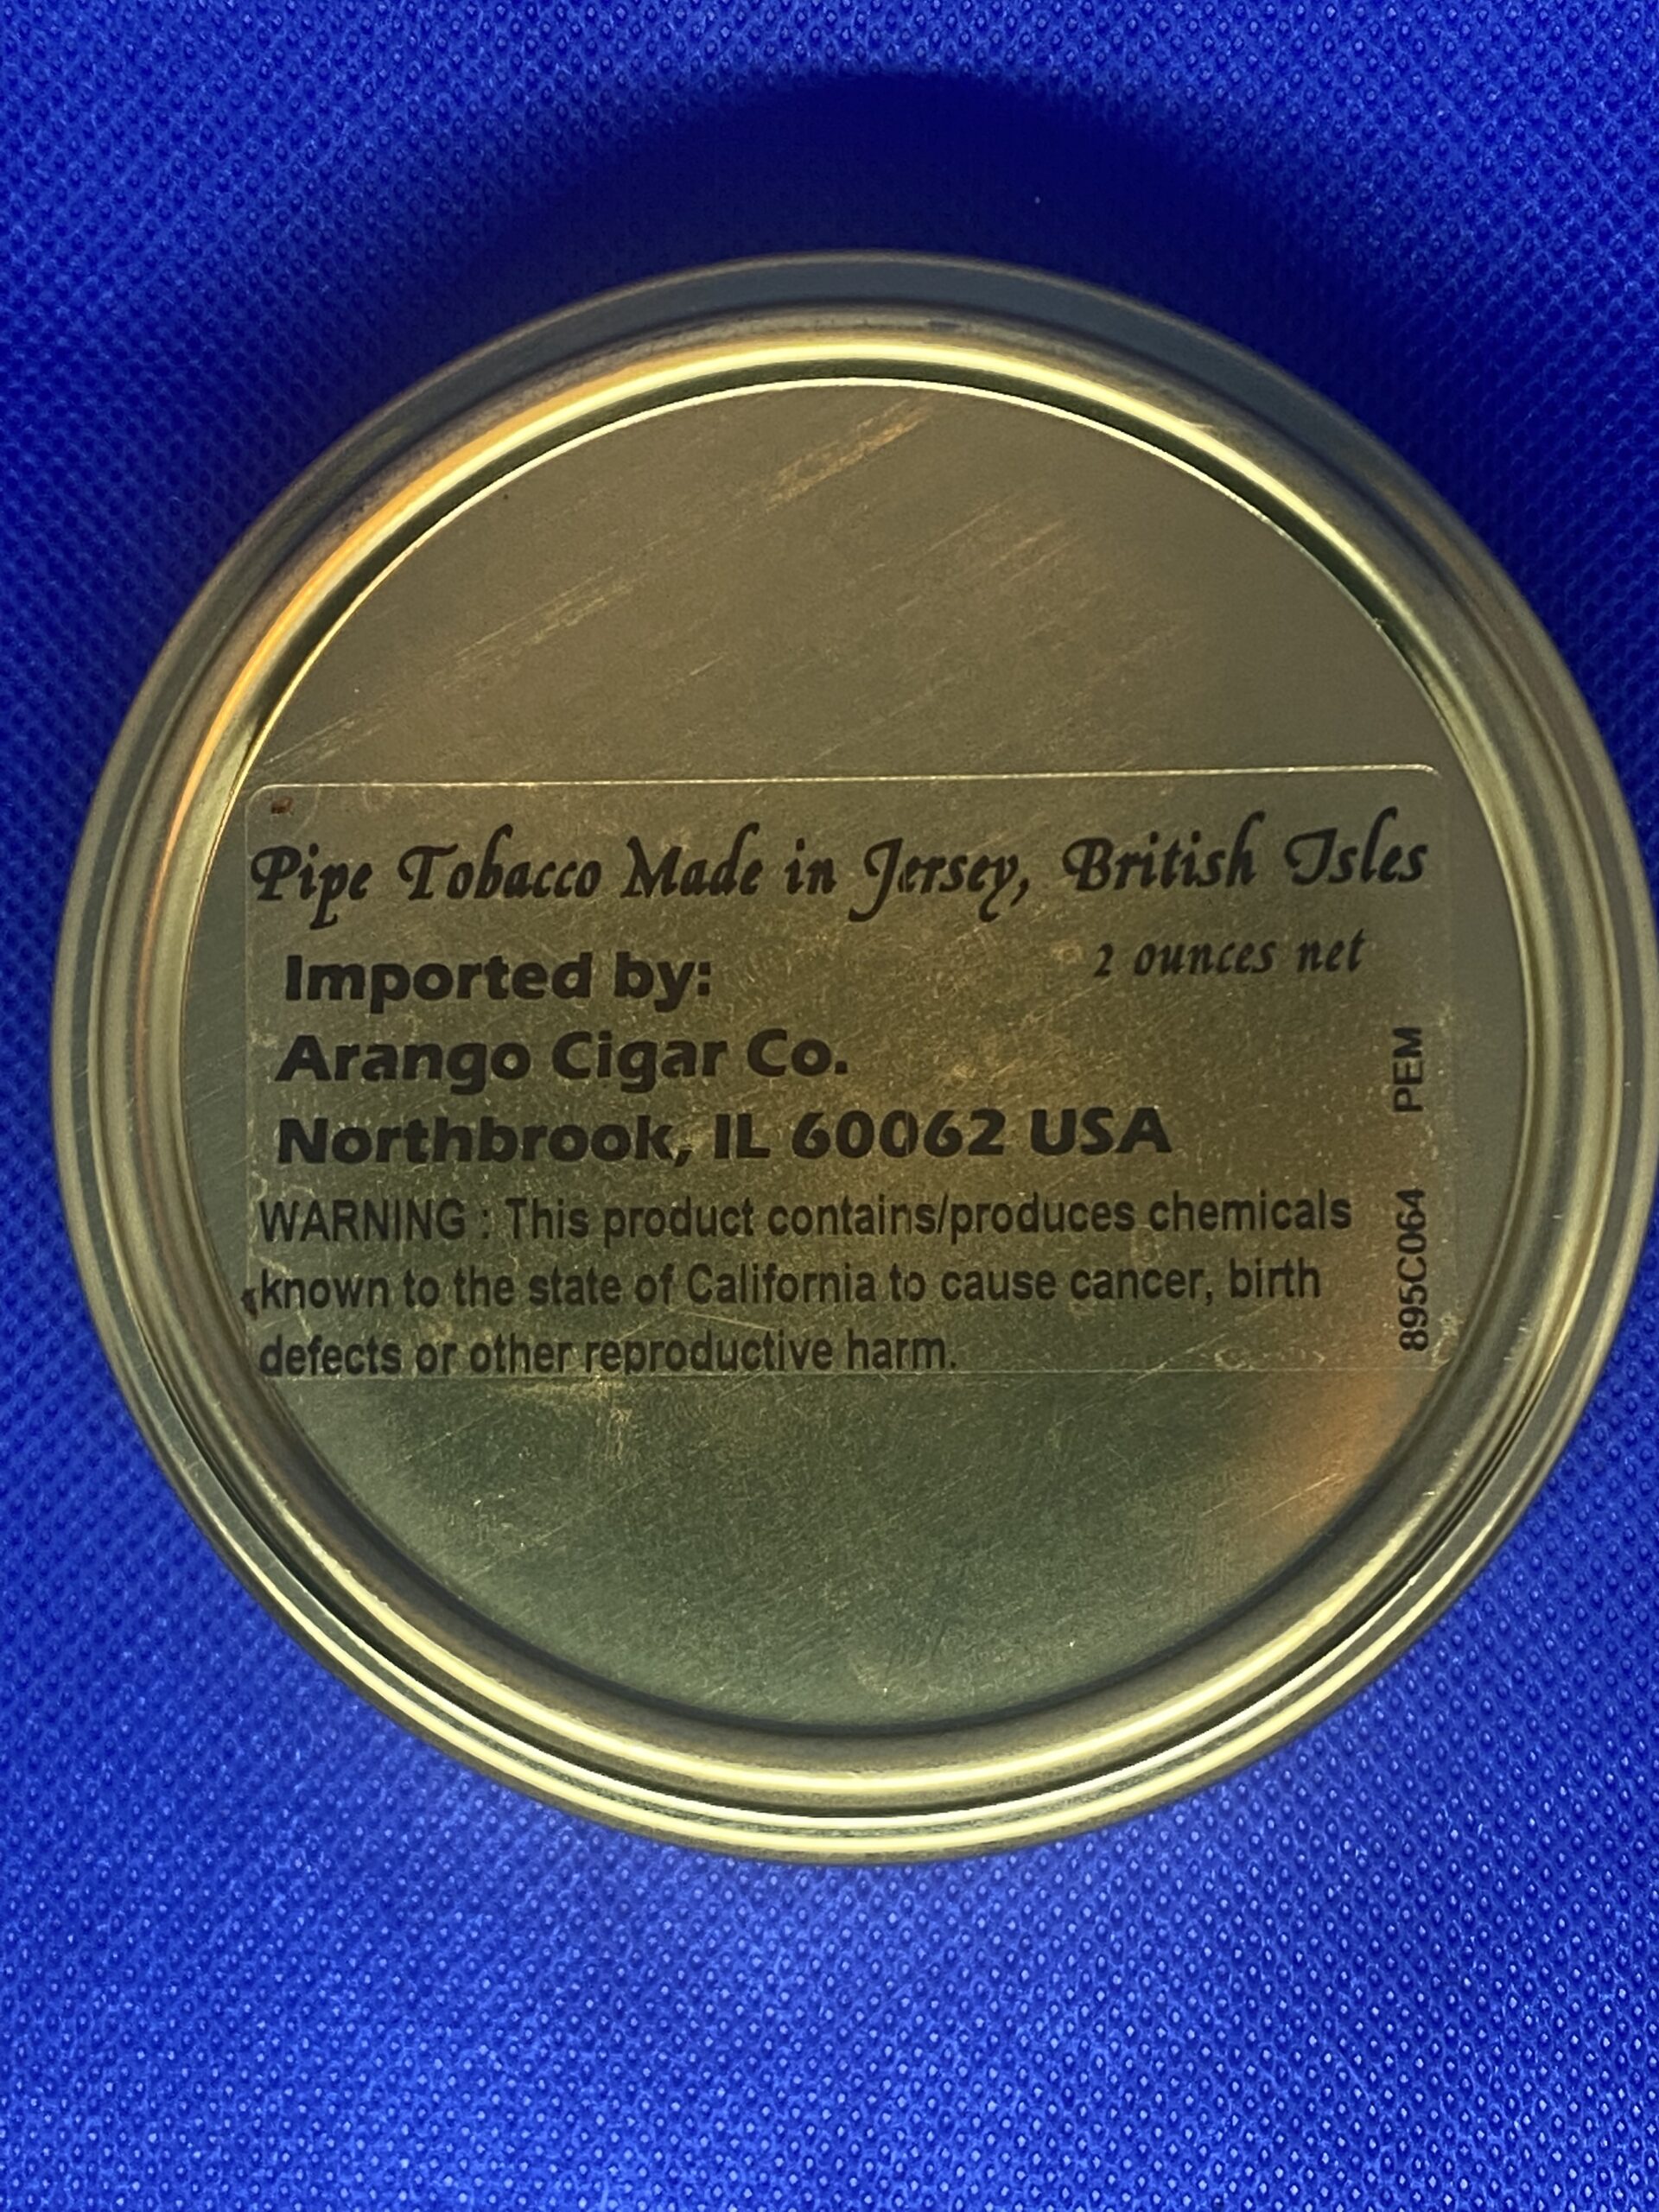 Pipe Tobacco Made in Jersey, British Isles
2 ounces net
Imported by:
Arango Cigar Co.
Northbrook, IL 60062 USA
WARNING : This product contains/produces chemicals
known to the state of California to cause cancer, birth
defects or other reproductive harm.
895C064 PEM